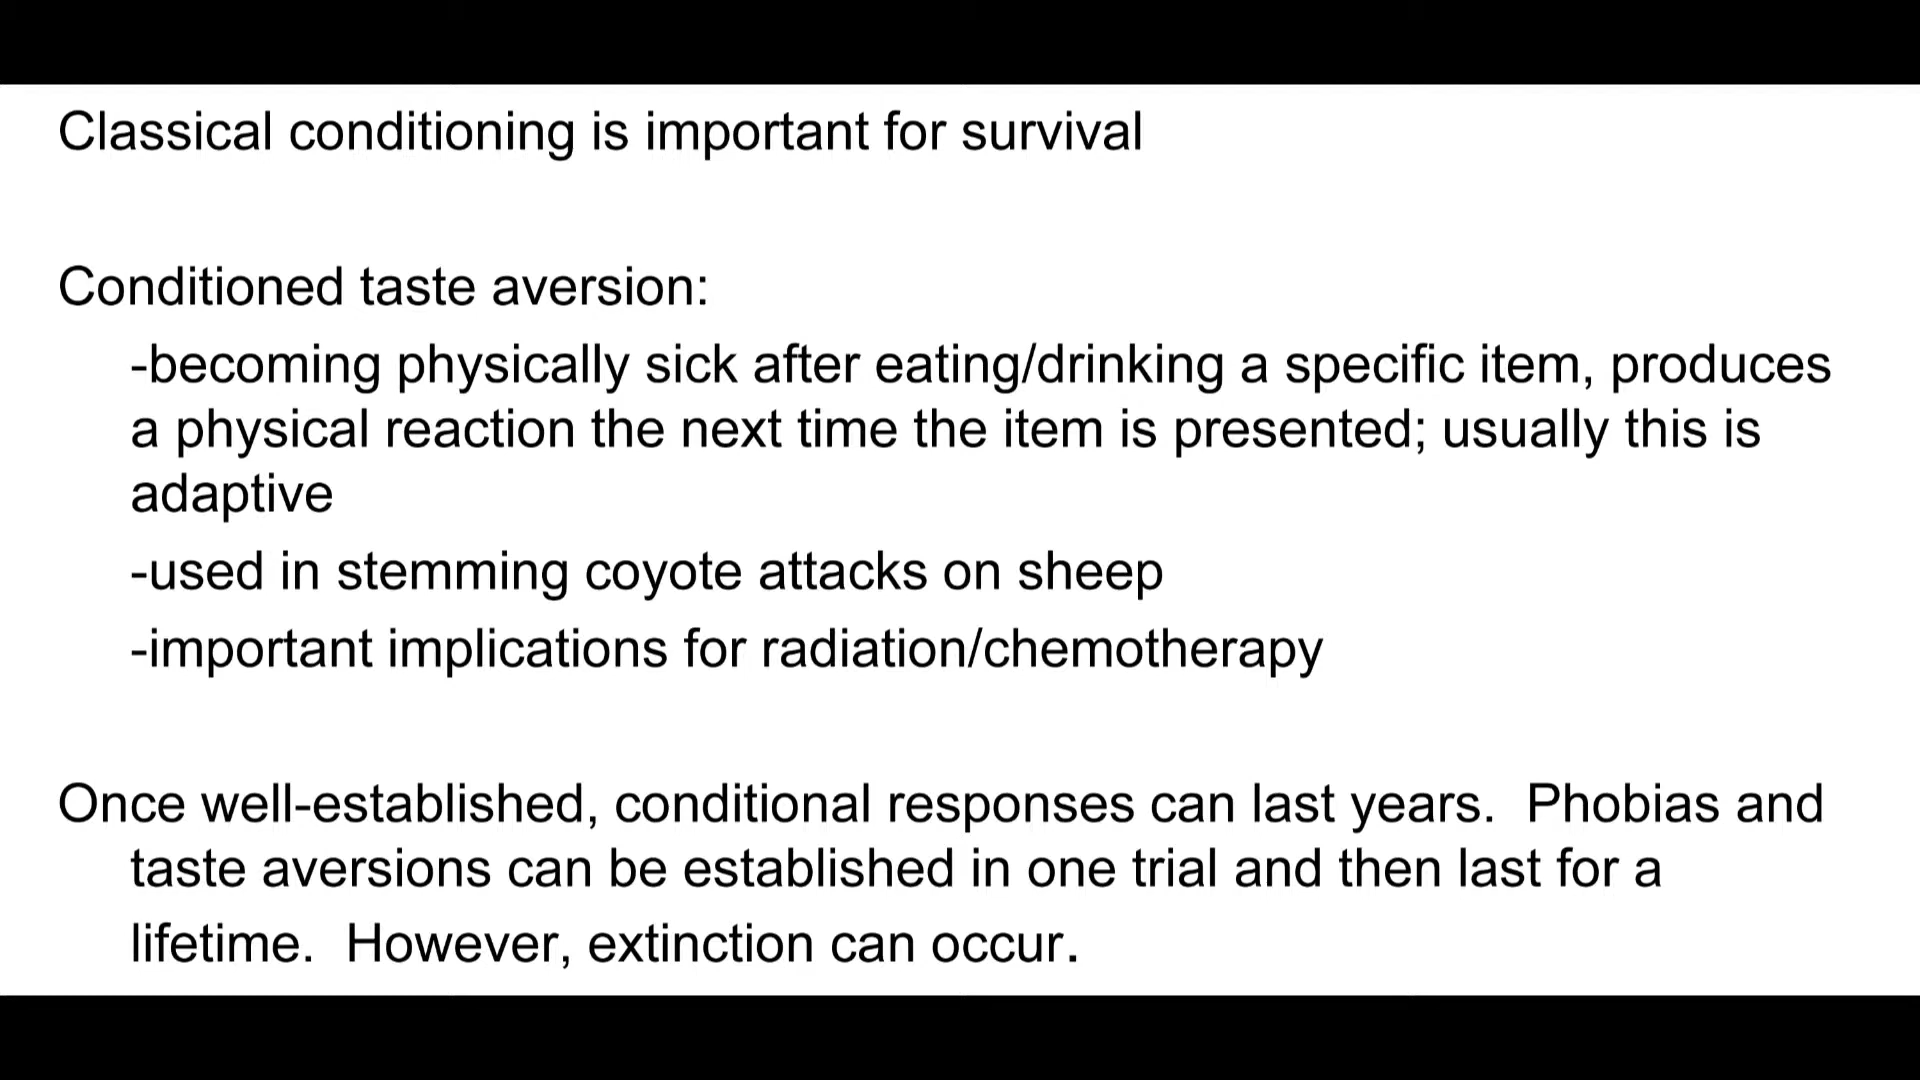 Classical conditioning is important for survival
Conditioned taste aversion:
-becoming physically sick after eating/drinking a specific item, produces
a physical reaction the next time the item is presented; usually this is
adaptive
-used in stemming coyote attacks on sheep
-important implications for radiation/chemotherapy
Once well-established, conditional responses can last years.  Phobias and
taste aversions can be established in one trial and then last for a
lifetime.  However, extinction can occur.